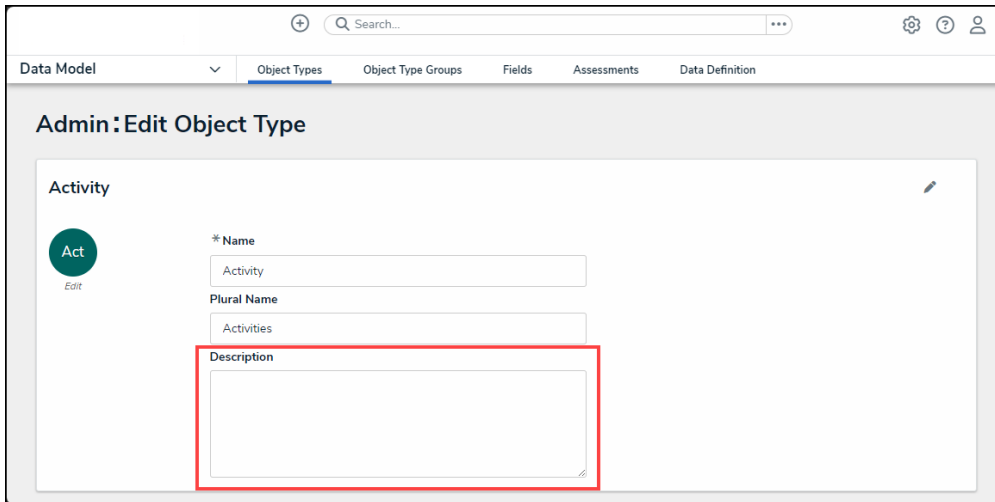 Search...
Data Model Object Types Object Type Groups Fields Assessments Data Definition
Admin:Edit Object Type
Activity
Act
Edit
*Name
Activity
Plural Name
Activities
Description